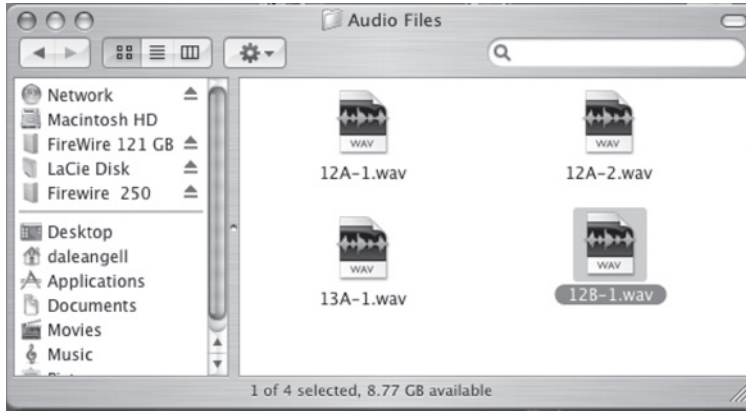 Audio Files
Network
Macintosh HD
FireWire 121 GB
LaCie Disk
Firewire 250
Desktop
daleangell
Applications
Documents
Movies
Music
WAV
12A-1.wav
WAV
12A-2.wav
WAV
13A-1.wav
WAV
12B-1.wav
1 of 4 selected, 8.77 GB available